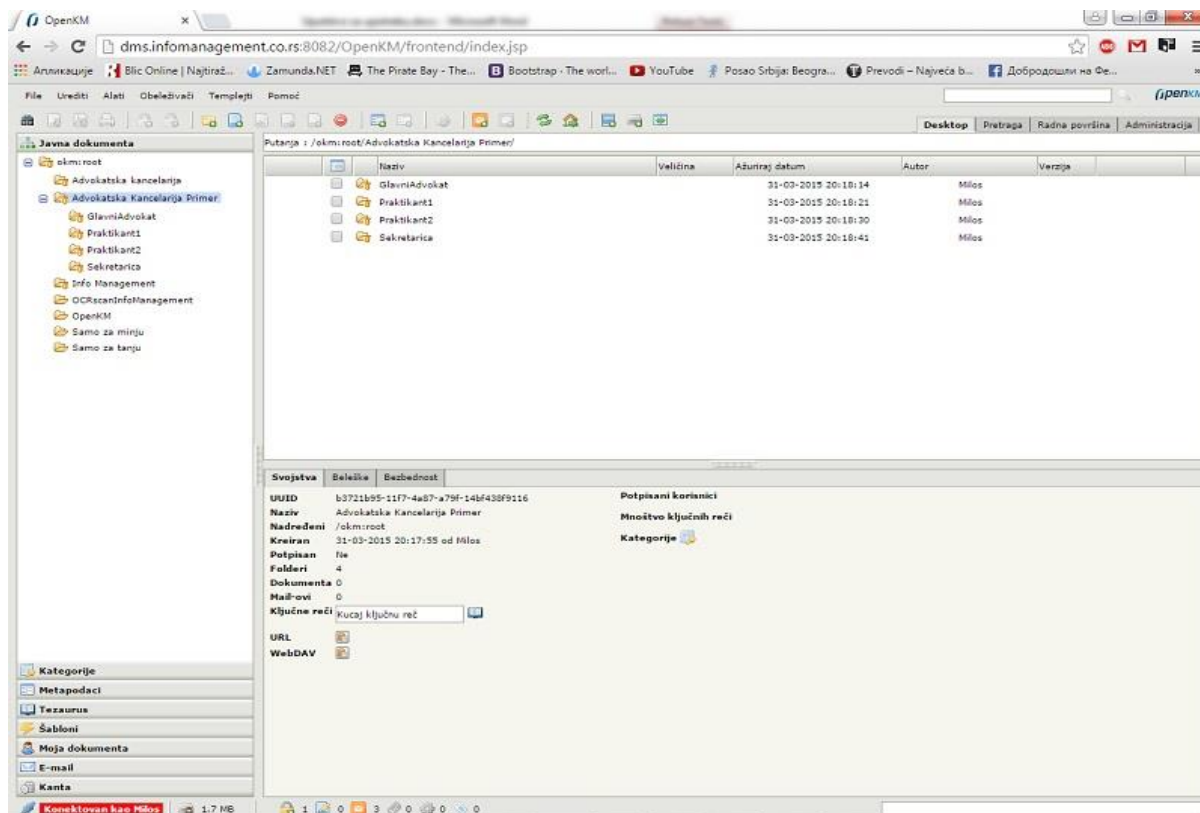 OpenKM
dms.infomanagement.co.rs:8082/OpenKM/frontend/index.jsp
Апликације Blic Online | Najtiraž... Zamunda.NET The Pirate Bay - The... Bootstrap · The worl... YouTube Posao Srbija: Beogra... Prevodi – Najveća b... Добродошли на Фе...
File Urediti Alati Obeleživači Templejti Pomoć
Desktop Pretraga Radna površina Administracija
Javna dokumenta
Putanja : /okm:root/Advokatska Kancelarija Primer/
okm:root
Advokatska kancelarija
Advokatska Kancelarija Primer
GlavniAdvokat
Praktikant1
Praktikant2
Sekretarica
Info Management
OCRscanInfoManagement
OpenKM
Samo za minju
Samo za tanju
Naziv Veličina Ažuriraj datum Autor Verzija
GlavniAdvokat 31-03-2015 20:18:14 Milos
Praktikant1 31-03-2015 20:18:21 Milos
Praktikant2 31-03-2015 20:18:30 Milos
Sekretarica 31-03-2015 20:18:41 Milos
Svojstva Beleške Bezbednost
UUID b3721b95-11f7-4a87-a79f-14bf438f9116
Naziv Advokatska Kancelarija Primer
Nadređeni /okm:root
Kreiran 31-03-2015 20:17:55 od Milos
Potpisan Ne
Folderi 4
Dokumenta 0
Mail-ovi 0
Ključne reči Kucaj ključnu reč
URL
WebDAV
Potpisani korisnici
Mnoštvo ključnih reči
Kategorije
Kategorije
Metapodaci
Tezaurus
Šabloni
Moja dokumenta
E-mail
Kanta
Konektovan kao Milos 1.7 MB 1 0 3 0 0 0